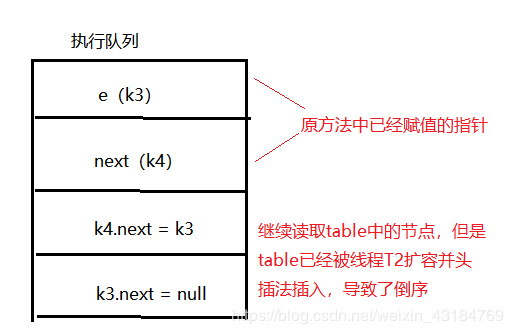 执行队列
e（k3）
原方法中已经赋值的指针
next（k4）
k4.next = k3
继续读取table中的节点，但是
table已经被线程T2扩容并头
插法插入，导致了倒序
k3.next = null
https://blog.csdn.net/weixin_43184769